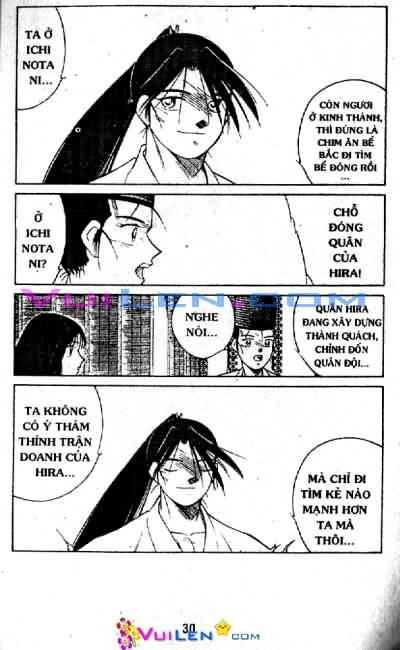 TA Ở
ICHI
NOTA
NI...
CÒN NGƯƠI
Ở KINH THÀNH,
THÌ ĐÚNG LÀ
CHIM ÂN BỂ
BẮC ĐI TÌM
BỂ ĐÔNG RỒI
...
Ở
ICHI
NOTA
NI?
CHỖ
ĐÓNG
QUÂN
CỦA
HIRA!
NGHE
NÓI...
QUÂN HIRA
ĐANG XÂY DỰNG
THÀNH QUÁCH,
CHỈNH ĐỐN
QUÂN ĐỘI...
VUILEN.COM
TA KHÔNG
CÓ Ý THÁM
THÍNH TRẬN
DOANH CỦA
HIRA...
MÀ CHỈ ĐI
TÌM KẺ NÀO
MẠNH HƠN
TA MÀ
THÔI...
30
VUILEN.COM